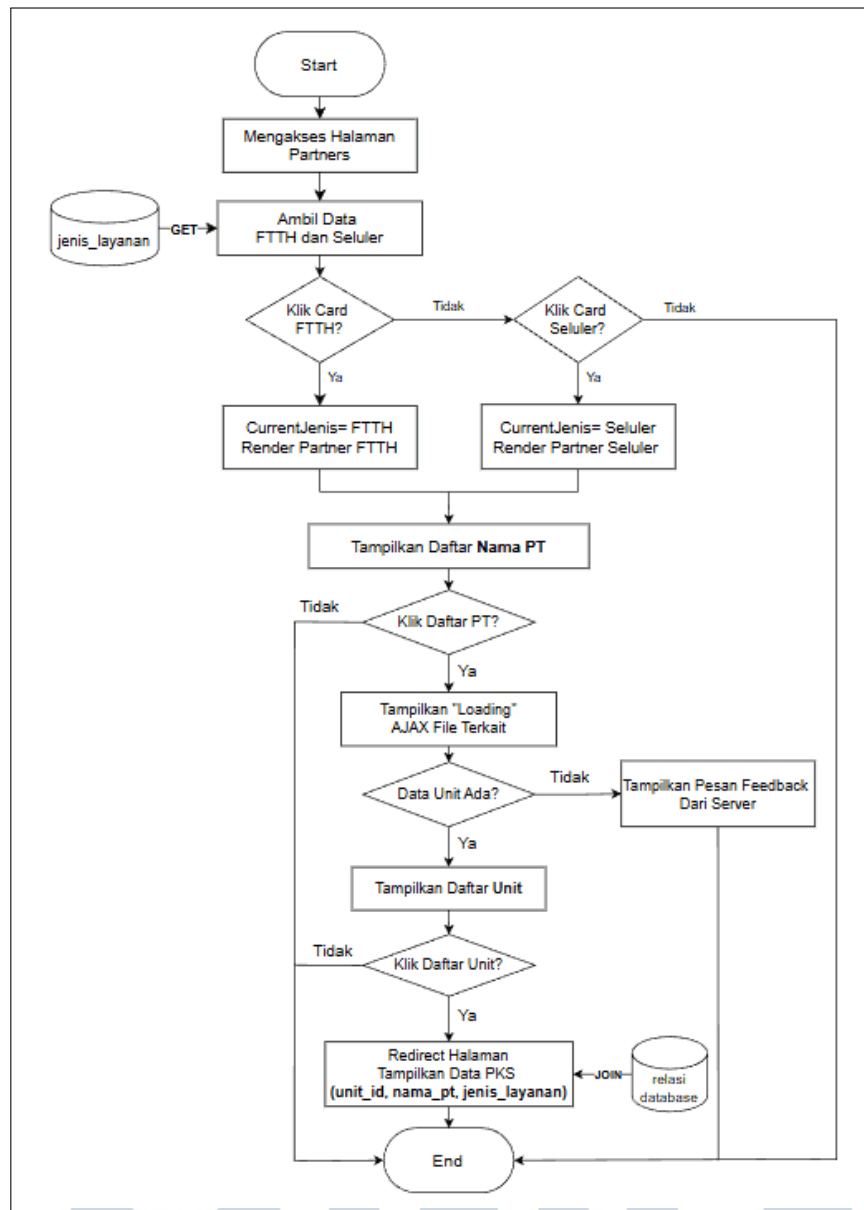 Start
Mengakses Halaman
Partners
jenis_layanan
GET
Ambil Data
FTTH dan Seluler
Klik Card
FTTH?
Tidak
Klik Card
Seluler?
Tidak
Ya
Ya
CurrentJenis= FTTH
Render Partner FTTH
CurrentJenis= Seluler
Render Partner Seluler
Tampilkan Daftar Nama PT
Tidak
Klik Daftar PT?
Ya
Tampilkan "Loading"
AJAX File Terkait
Data Unit Ada?
Tidak
Tampilkan Pesan Feedback
Dari Server
Ya
Tampilkan Daftar Unit
Tidak
Klik Daftar Unit?
Ya
Redirect Halaman
Tampilkan Data PKS
(unit_id, nama_pt, jenis_layanan)
JOIN
relasi
database
End